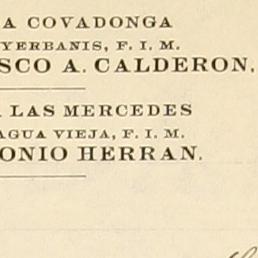 A COVADONGA
YERBANIS, F. I. M.
SCO A. CALDERON.
LAS MERCEDES
AGUA VIEJA, F. I. M.
ONIO HERRAN.